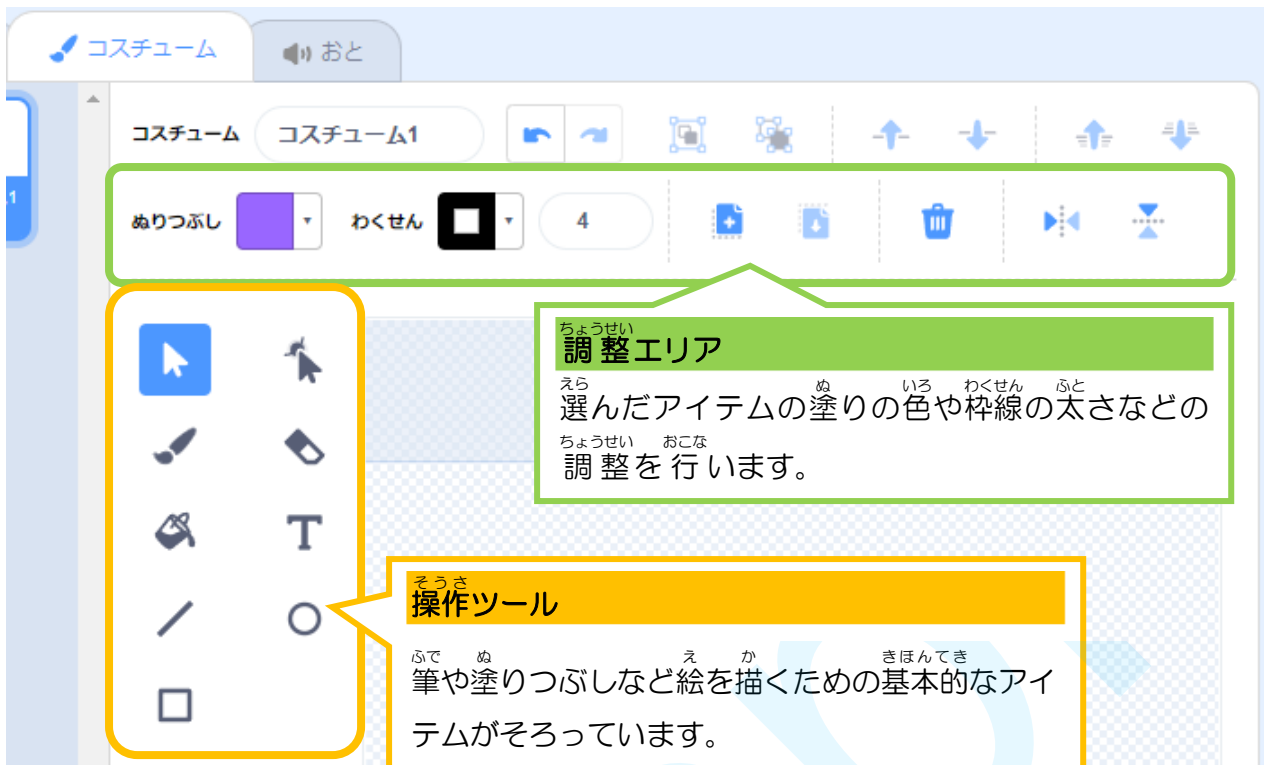 コスチューム
おと
コスチューム コスチューム1
1
ぬりつぶし わくせん 4
ちょうせい
調整エリア
えら ぬ いろ わくせん ふと
選んだアイテムの塗りの色や枠線の太さなどの
ちょうせい おこな
調整を行います。
T
そうさ
操作ツール
ふで ぬ え か きほんてき
筆や塗りつぶしなど絵を描くための基本的なアイ
テムがそろっています。